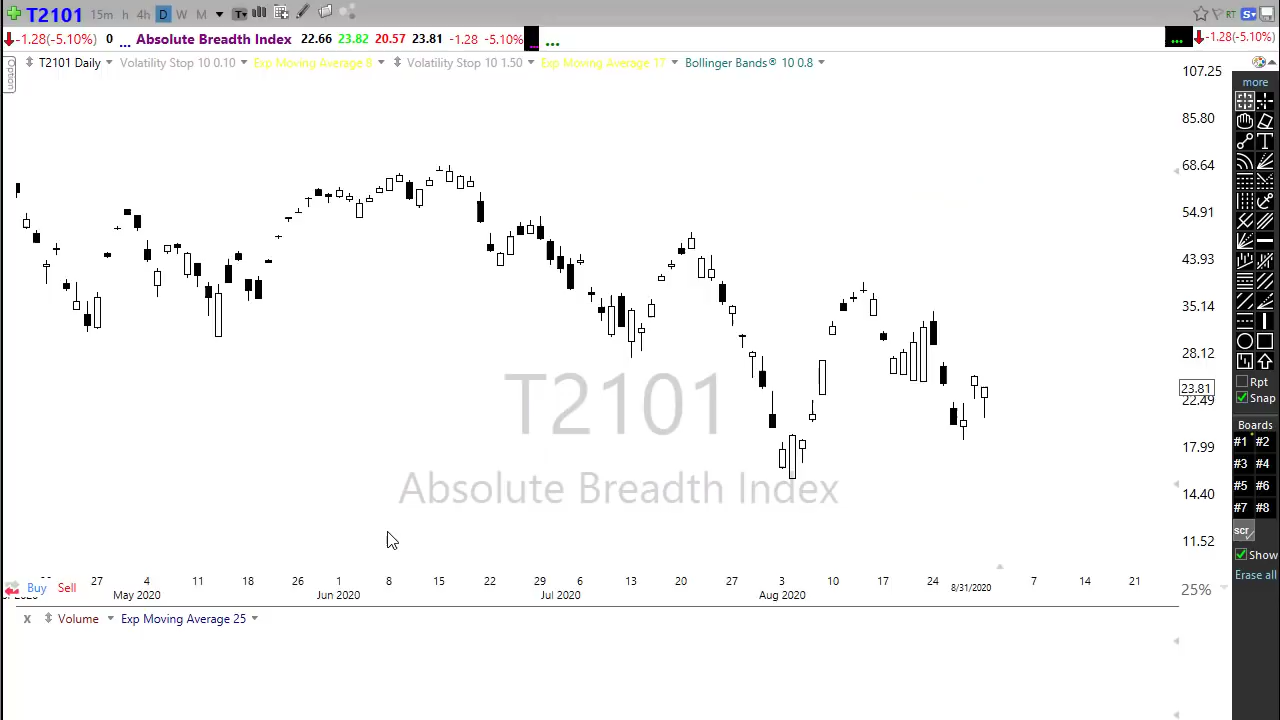 T2101 15m 1h 4h D W M T
-1.28(-5.10%) 0 ... Absolute Breadth Index 22.66 23.82 20.57 23.81 -1.28 -5.10% ... ... ... -1.28(-5.10%)
Option
T2101 Daily Volatility Stop 10 0.10 Exp Moving Average 8 Volatility Stop 10 1.50 Exp Moving Average 17 Bollinger Bands® 10 0.8
107.25
85.80
68.64
54.91
43.93
35.14
28.12
23.81
22.49
17.99
14.40
11.52
T2101
Absolute Breadth Index
27 4 11 18 26 1 8 15 22 29 6 13 20 27 3 10 17 24 8/31/2020 7 14 21
2020 May 2020 Jun 2020 Jul 2020 Aug 2020
Buy Sell
25%
X Volume Exp Moving Average 25
RT
S
more
T
Rpt
Snap
Boards
#1 #2
#3 #4
#5 #6
#7 #8
scr
Show
Erase all